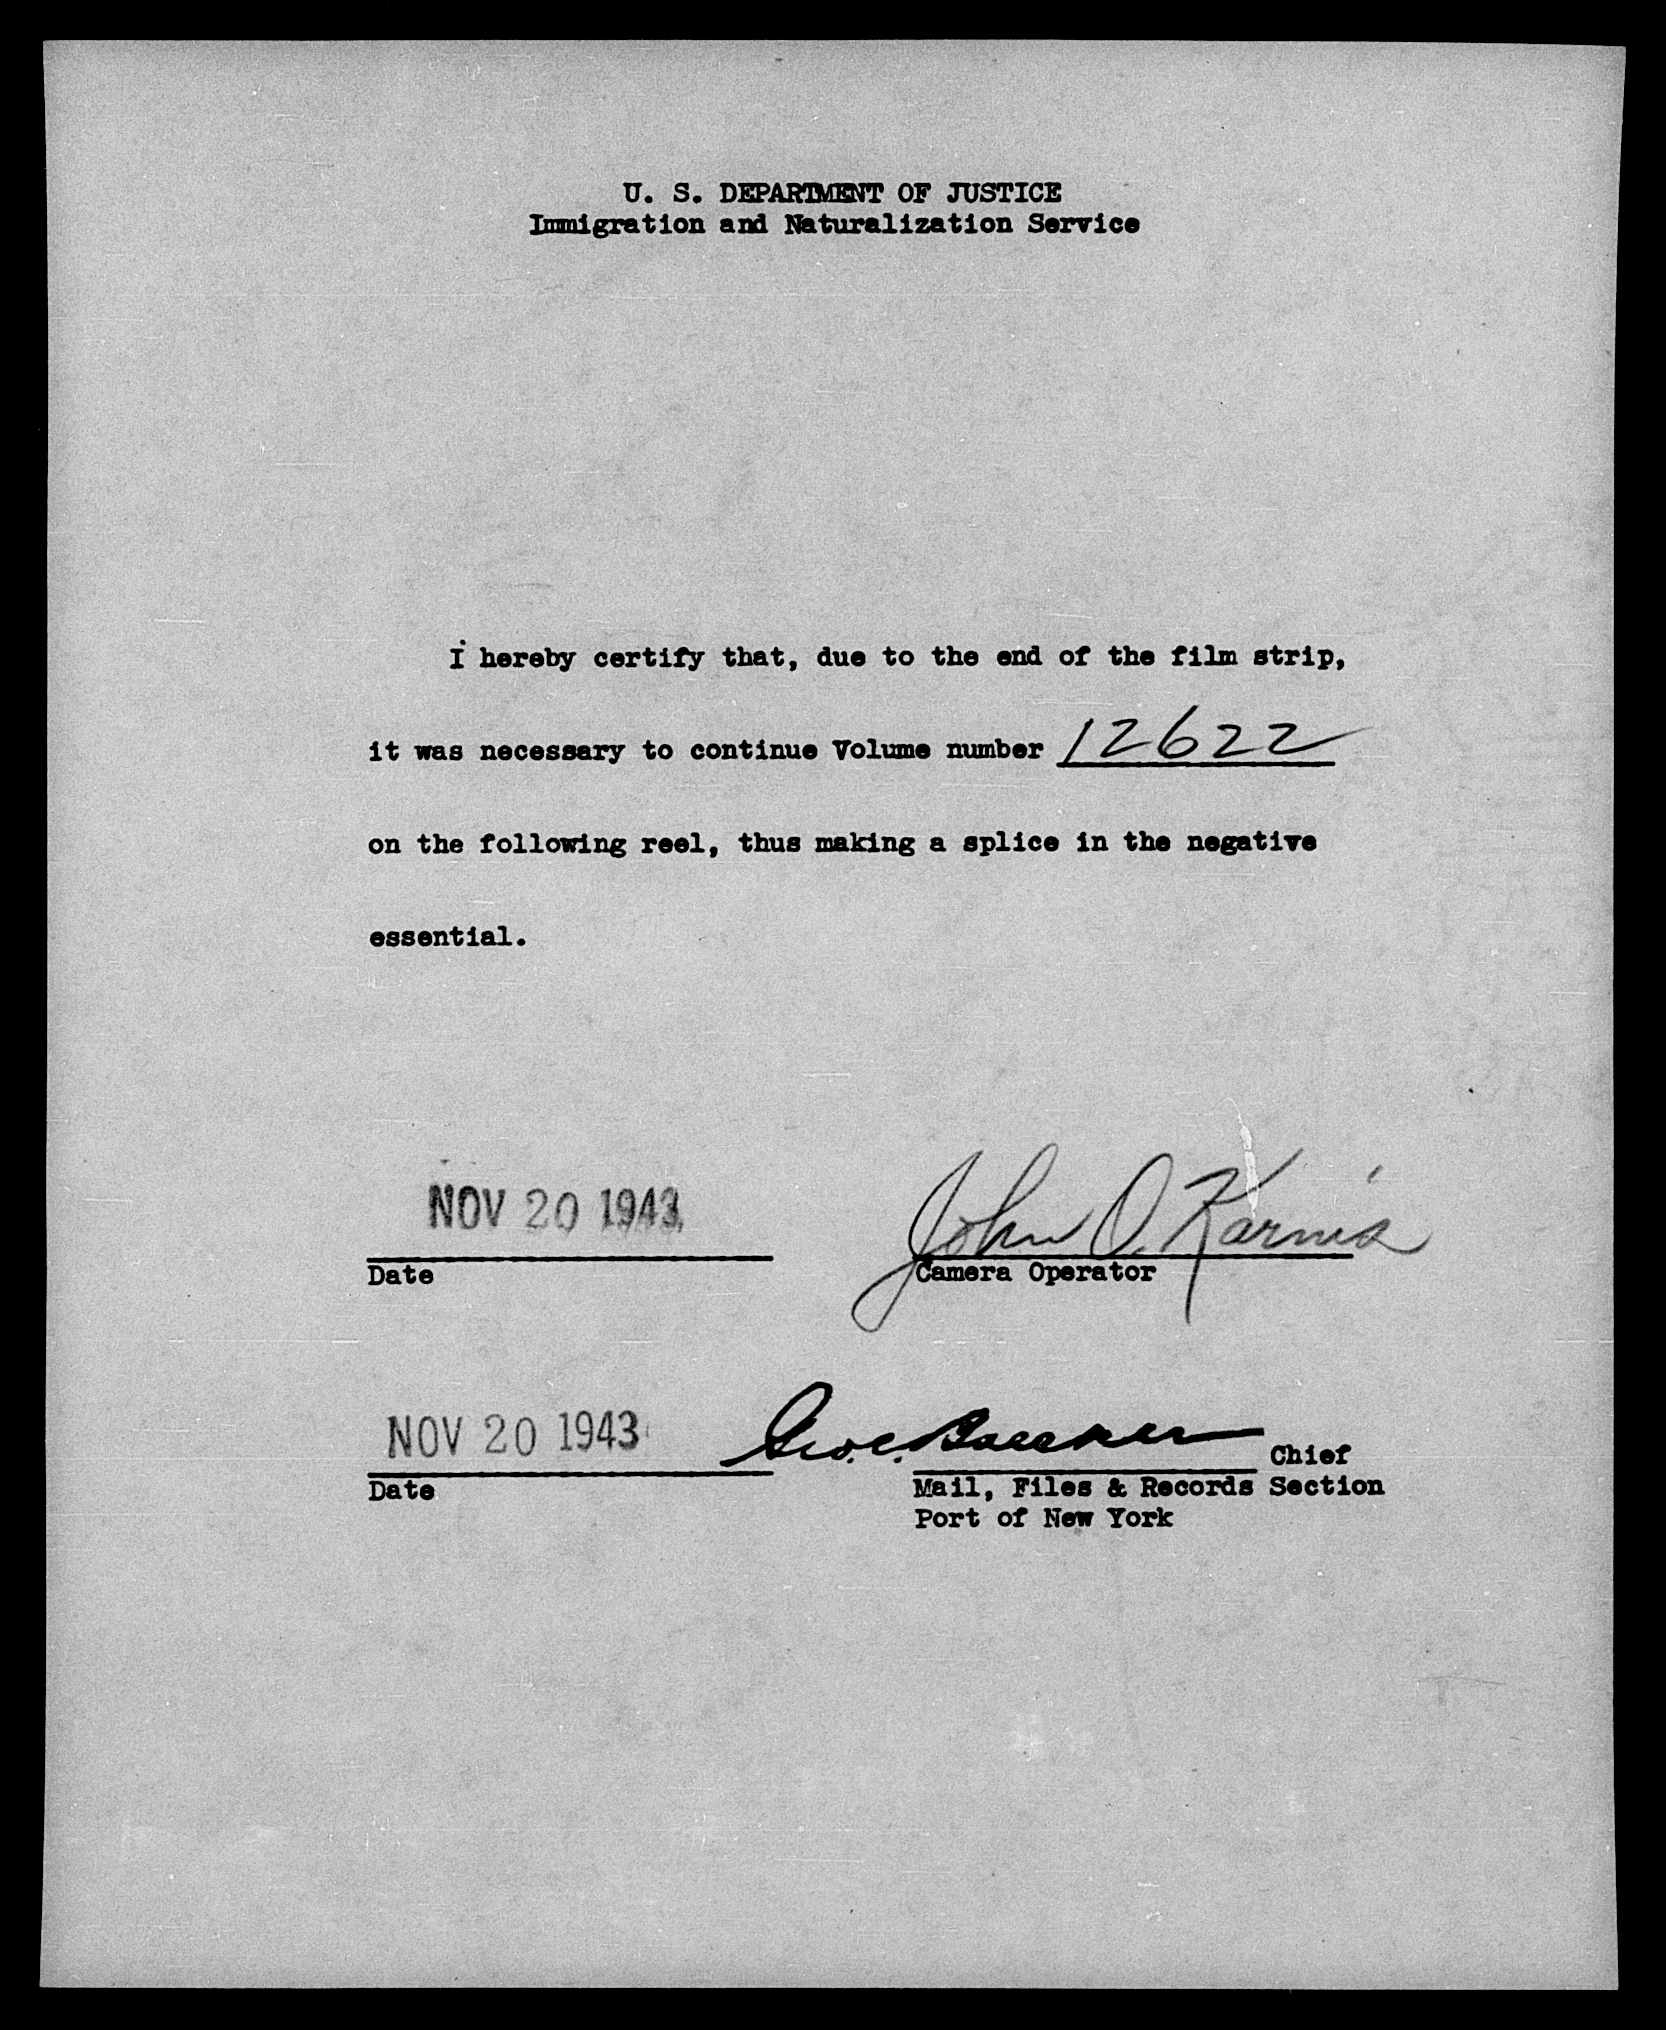 U. S. DEPARTMENT OF JUSTICE
Immigration and Naturalization Service
I hereby certify that, due to the end of the film strip,
it was necessary to continue Volume number 12622
on the following reel, thus making a splice in the negative
essential.
NOV 20 1943
John O. Karnis
Date
Camera Operator
NOV 20 1943
Geo. C. Baecker
Chief
Date
Mail, Files & Records Section
Port of New York